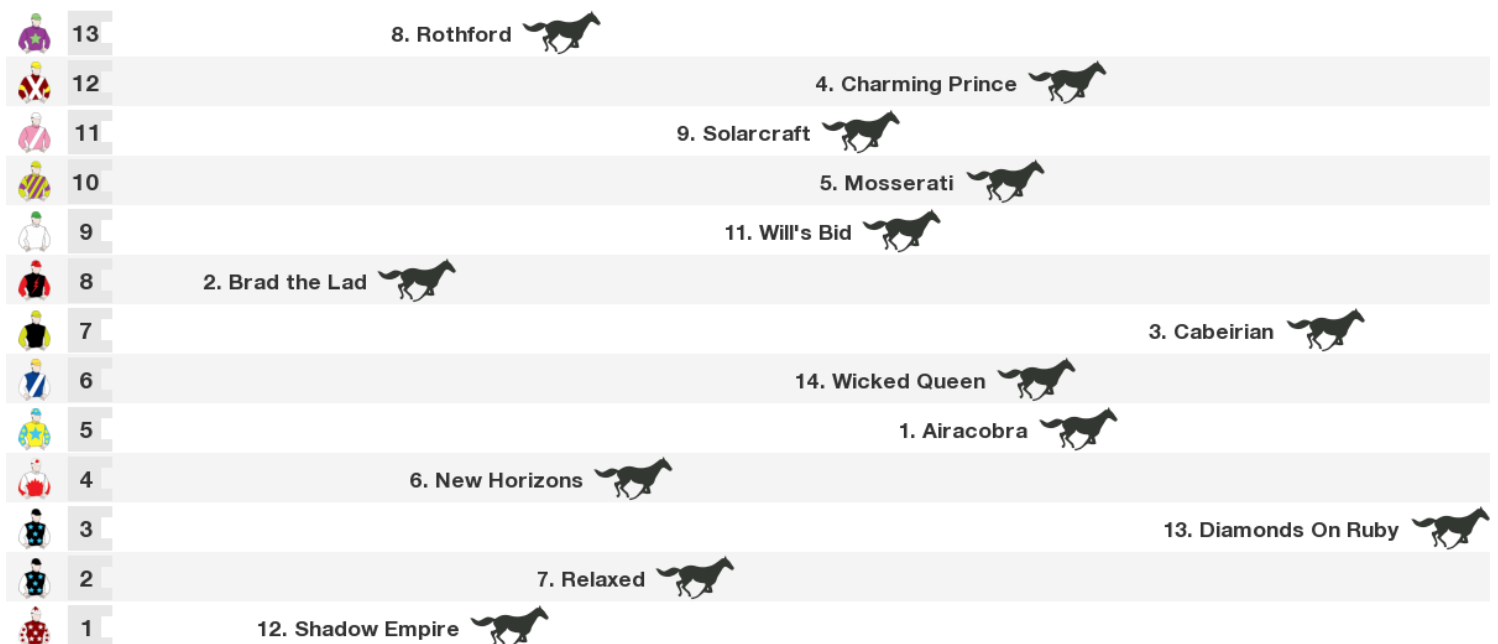 13 8. Rothford
12 4. Charming Prince
11 9. Solarcraft
10 5. Mosserati
9 11. Will's Bid
8 2. Brad the Lad
7 3. Cabeirian
6 14. Wicked Queen
5 1. Airacobra
4 6. New Horizons
3 13. Diamonds On Ruby
2 7. Relaxed
1 12. Shadow Empire